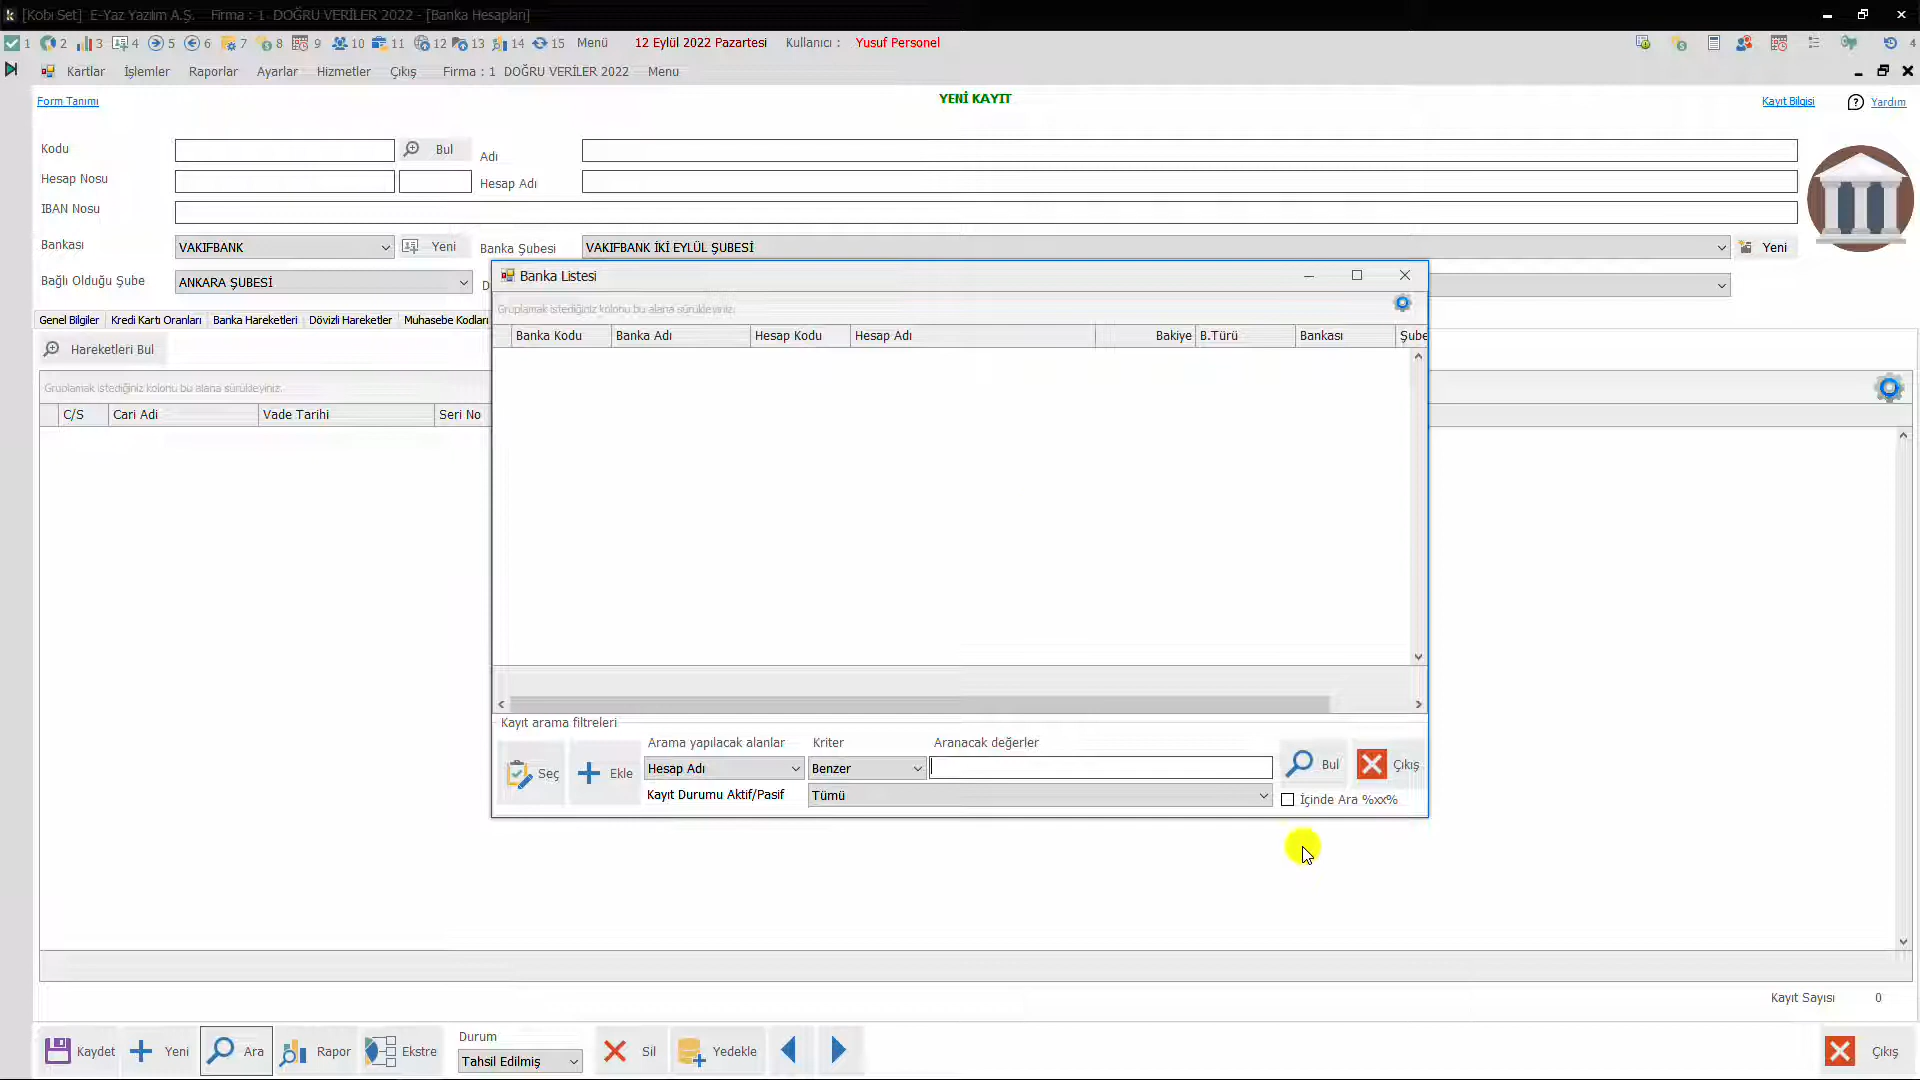 [Kobi Set] E-Yaz Yazılım A.Ş. Firma : 1 DOĞRU VERİLER 2022 - [Banka Hesapları]
1 2 3 4 5 6 7 8 9 10 11 12 13 14 15 Menü 12 Eylül 2022 Pazartesi Kullanıcı : Yusuf Personel 4
Kartlar İşlemler Raporlar Ayarlar Hizmetler Çıkış Firma : 1 DOĞRU VERİLER 2022 Menu
Form Tanımı YENİ KAYIT Kayıt Bilgisi Yardım
Kodu Bul Adı
Hesap Nosu Hesap Adı
IBAN Nosu
Bankası VAKIFBANK Yeni Banka Şubesi VAKIFBANK İKİ EYLÜL ŞUBESİ Yeni
Bağlı Olduğu Şube ANKARA ŞUBESİ D
Genel Bilgiler Kredi Kartı Oranları Banka Hareketleri Dövizli Hareketler Muhasebe Kodları
Hareketleri Bul
Gruplamak istediğiniz kolonu bu alana sürükleyiniz.
C/S Cari Adi Vade Tarihi Seri No
Banka Listesi
Gruplamak istediğiniz kolonu bu alana sürükleyiniz.
Banka Kodu Banka Adı Hesap Kodu Hesap Adı Bakiye B.Türü Bankası Şube
Kayıt arama filtreleri
Arama yapılacak alanlar Kriter Aranacak değerler
Seç Ekle Hesap Adı Benzer Bul Çıkış
Kayıt Durumu Aktif/Pasif Tümü İçinde Ara %xx%
Kayıt Sayısı 0
Kaydet Yeni Ara Rapor Ekstre Durum Tahsil Edilmiş Sil Yedekle Çıkış